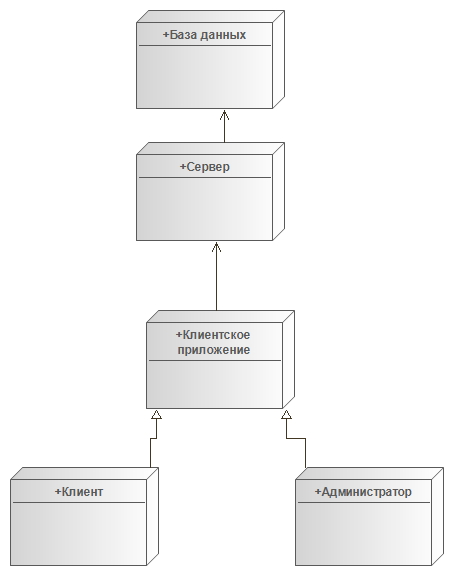 +База данных
+Сервер
+Клиентское
приложение
+Клиент
+Администратор